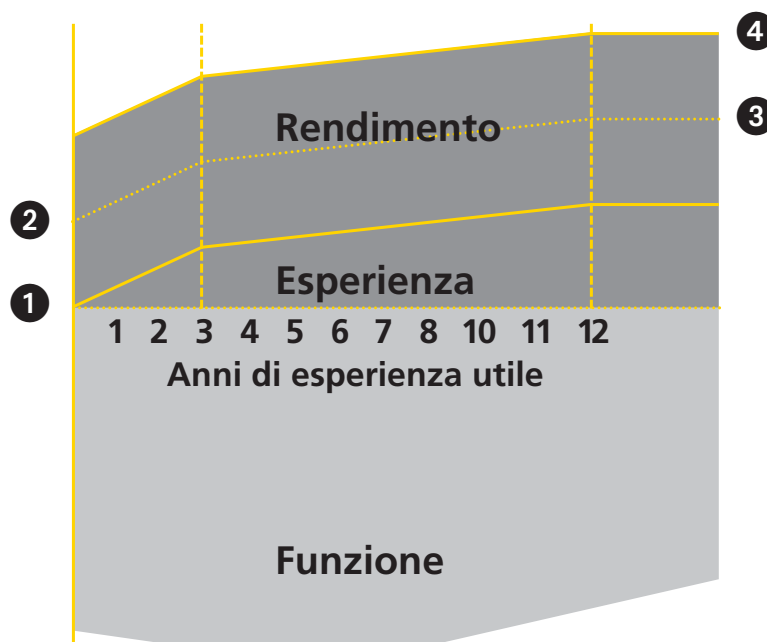 4
Rendimento
3
2
Esperienza
1
1 2 3 4 5 6 7 8 10 11 12
Anni di esperienza utile
Funzione